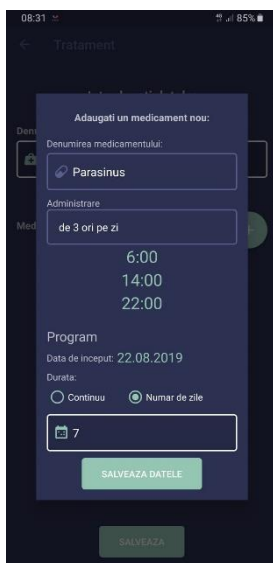 08:31 85%
Tratament
Adaugati un medicament nou:
Denumirea medicamentului:
Parasinus
Administrare
de 3 ori pe zi
6:00
14:00
22:00
Program
Data de inceput: 22.08.2019
Durata:
Continuu Numar de zile
7
SALVEAZA DATELE
SALVEAZA